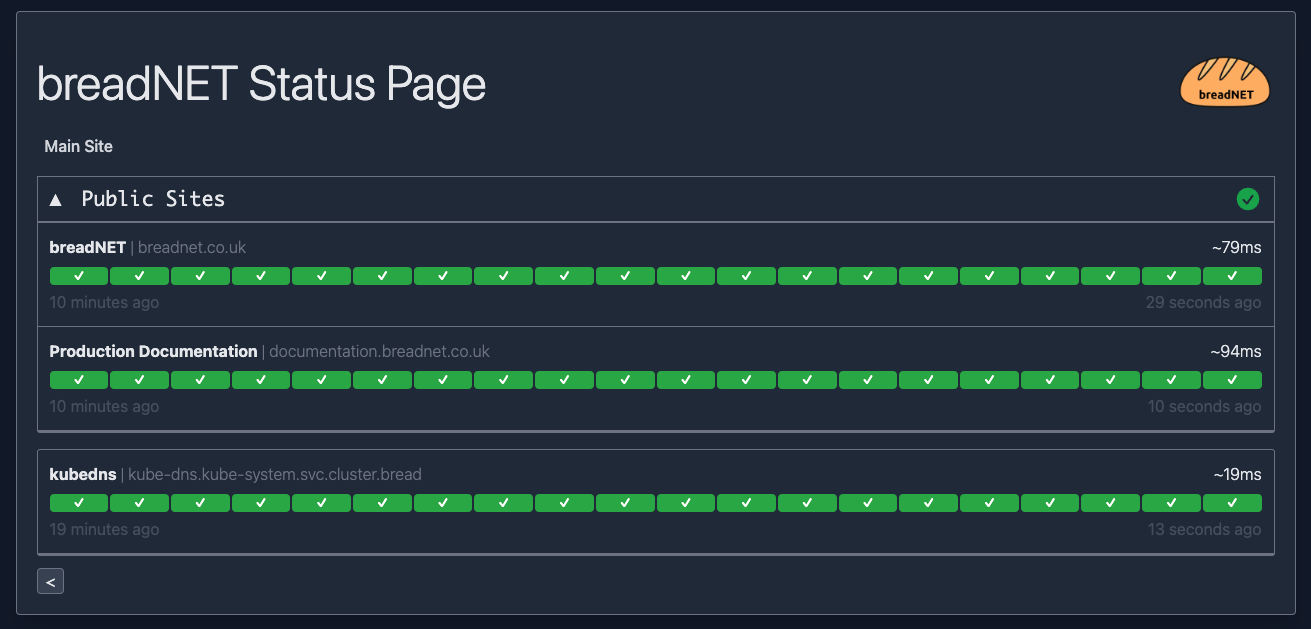 breadNET Status Page
breadNET
Main Site
▲ Public Sites
breadNET | breadnet.co.uk ~79ms
✓ ✓ ✓ ✓ ✓ ✓ ✓ ✓ ✓ ✓ ✓ ✓ ✓ ✓ ✓ ✓ ✓ ✓ ✓ ✓
10 minutes ago 29 seconds ago
Production Documentation | documentation.breadnet.co.uk ~94ms
✓ ✓ ✓ ✓ ✓ ✓ ✓ ✓ ✓ ✓ ✓ ✓ ✓ ✓ ✓ ✓ ✓ ✓ ✓ ✓
10 minutes ago 10 seconds ago
kubedns | kube-dns.kube-system.svc.cluster.bread ~19ms
✓ ✓ ✓ ✓ ✓ ✓ ✓ ✓ ✓ ✓ ✓ ✓ ✓ ✓ ✓ ✓ ✓ ✓ ✓ ✓
19 minutes ago 13 seconds ago
<